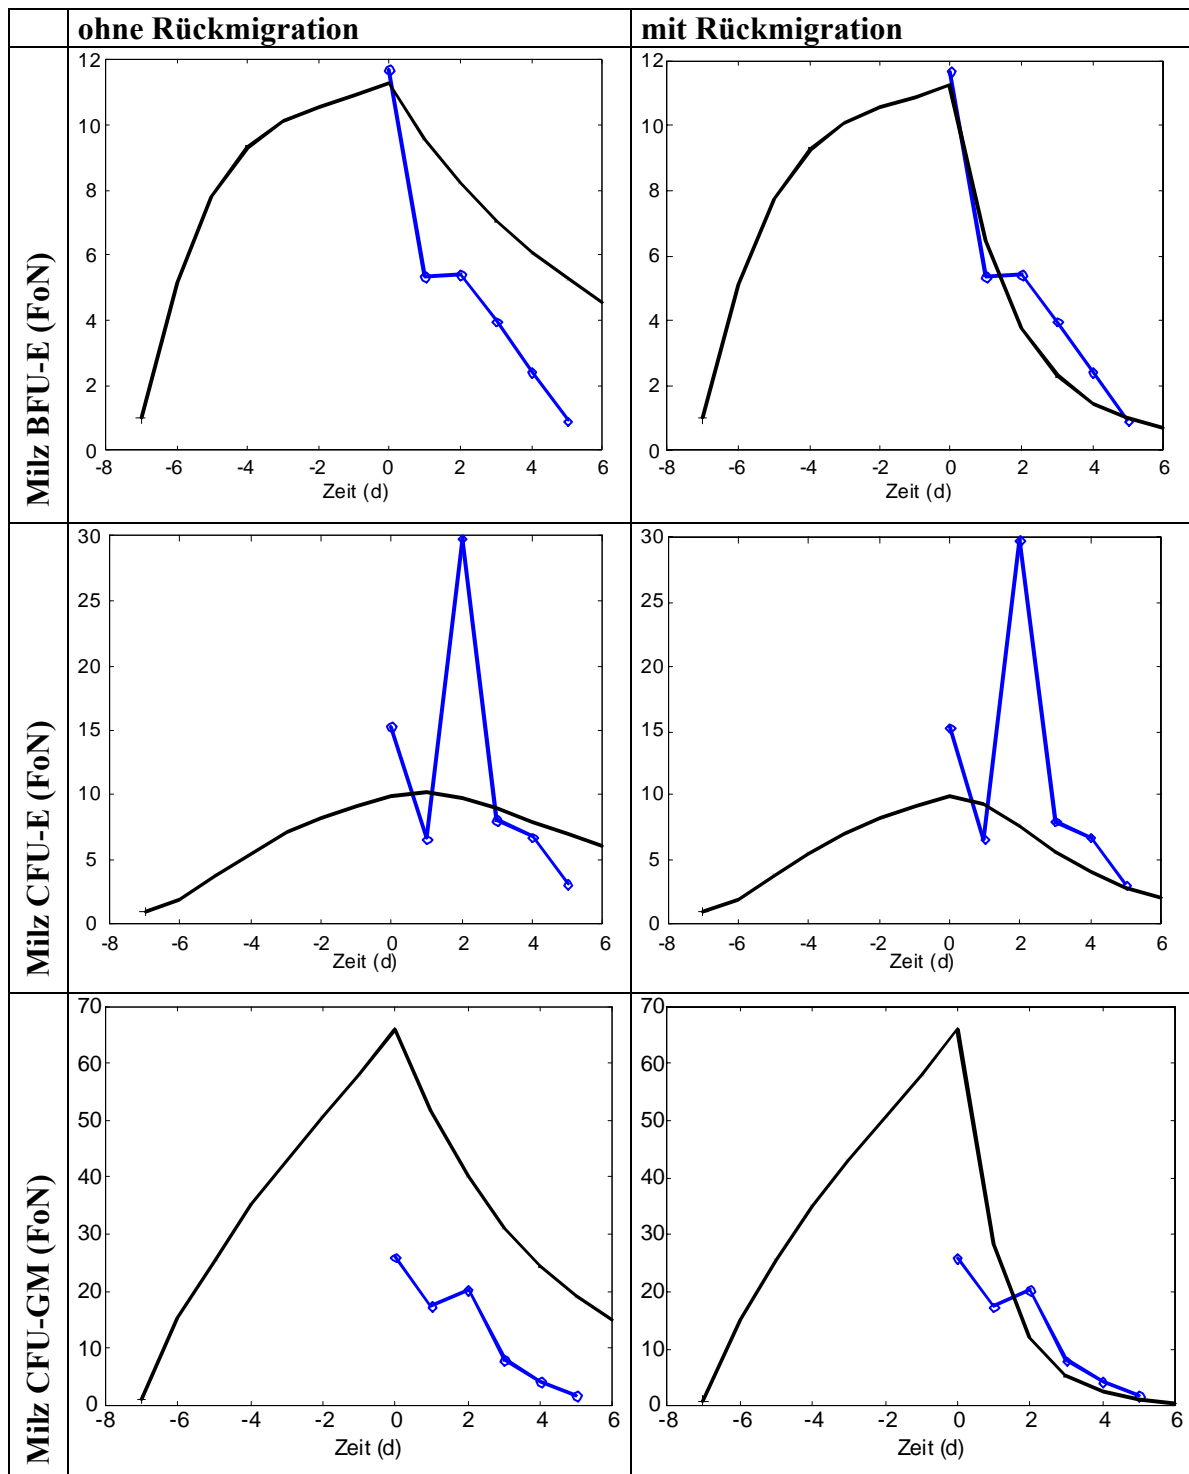 ohne Rückmigration
mit Rückmigration
Milz BFU-E (FoN)
12
10
8
6
4
2
0
-8 -6 -4 -2 0 2 4 6
Zeit (d)
12
10
8
6
4
2
0
-8 -6 -4 -2 0 2 4 6
Zeit (d)
Milz CFU-E (FoN)
30
25
20
15
10
5
0
-8 -6 -4 -2 0 2 4 6
Zeit (d)
30
25
20
15
10
5
0
-8 -6 -4 -2 0 2 4 6
Zeit (d)
Milz CFU-GM (FoN)
70
60
50
40
30
20
10
0
-8 -6 -4 -2 0 2 4 6
Zeit (d)
70
60
50
40
30
20
10
0
-8 -6 -4 -2 0 2 4 6
Zeit (d)